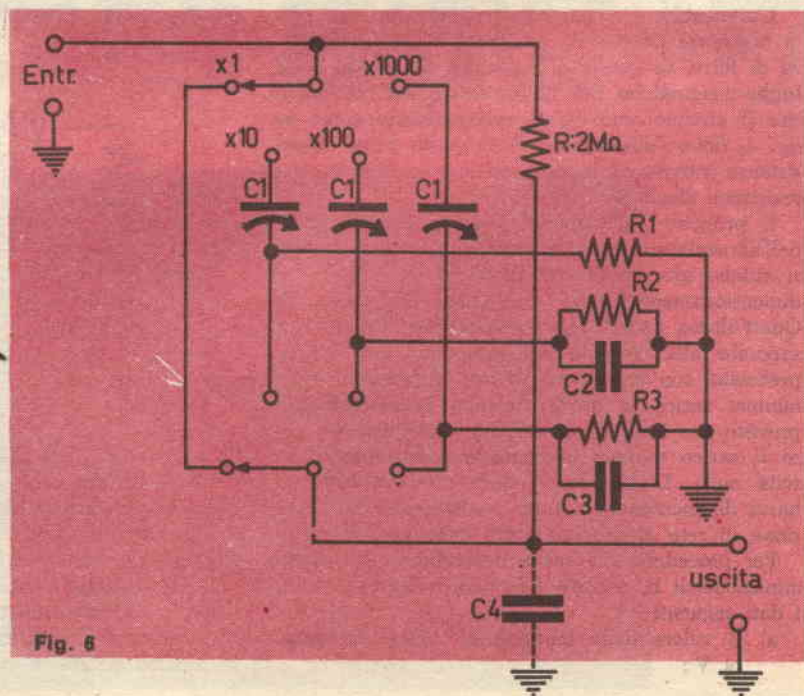 Entr.
x1
x1000
x10
x100
R:2MΩ
C1
C1
C1
R1
R2
C2
R3
C3
uscita
C4
Fig. 6